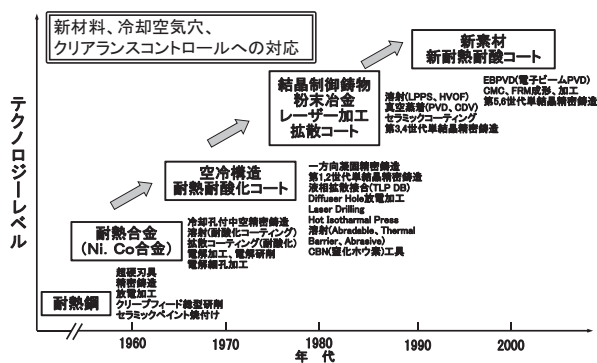 新材料、冷却空気穴、
クリアランスコントロールへの対応
テクノロジーレベル
新素材
新耐熱耐酸コート
EBPVD(電子ビームPVD)
CMC、FRM成形、加工
第5,6世代単結晶精密鋳造
結晶制御鋳物
粉末冶金
レーザー加工
拡散コート
溶射(LPPS、HVOF)
真空蒸着(PVD、CDV)
セラミックコーティング
第3,4世代単結晶精密鋳造
空冷構造
耐熱耐酸化コート
一方向凝固精密鋳造
第1,2世代単結晶精密鋳造
液相拡散接合(TLP DB)
Diffuser Hole放電加工
Laser Drilling
Hot Isothermal Press
溶射(Abradable、Thermal
Barrier、Abrasive)
CBN(窒化ホウ素)工具
耐熱合金
(Ni. Co合金)
冷却孔付中空精密鋳造
溶射(耐酸化コーティング)
拡散コーティング(耐酸化)
電解加工、電解研削
電解細孔加工
耐熱鋼
超硬刃具
精密鋳造
放電加工
クリープフィード総型研削
セラミックペイント焼付け
1960
1970
1980
1990
2000
年 代